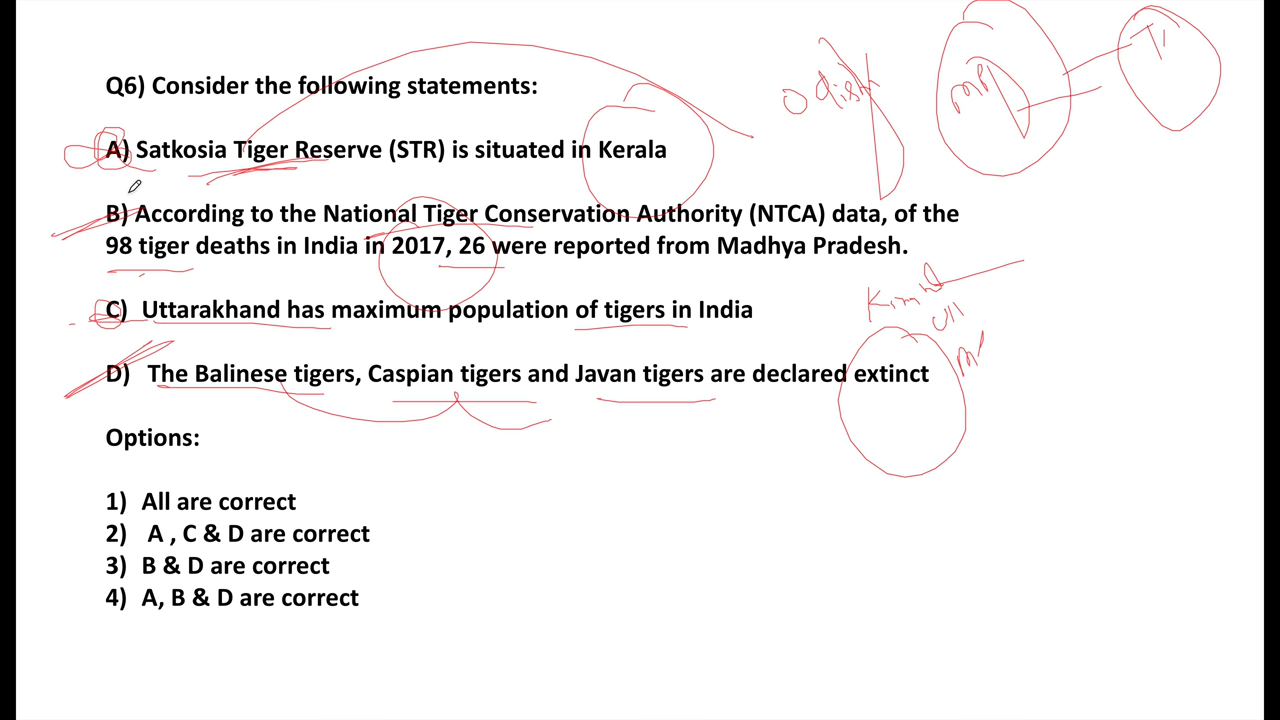 Q6) Consider the following statements:
A) Satkosia Tiger Reserve (STR) is situated in Kerala
B) According to the National Tiger Conservation Authority (NTCA) data, of the
98 tiger deaths in India in 2017, 26 were reported from Madhya Pradesh.
C) Uttarakhand has maximum population of tigers in India
D) The Balinese tigers, Caspian tigers and Javan tigers are declared extinct
Options:
1) All are correct
2) A , C & D are correct
3) B & D are correct
4) A, B & D are correct
MP